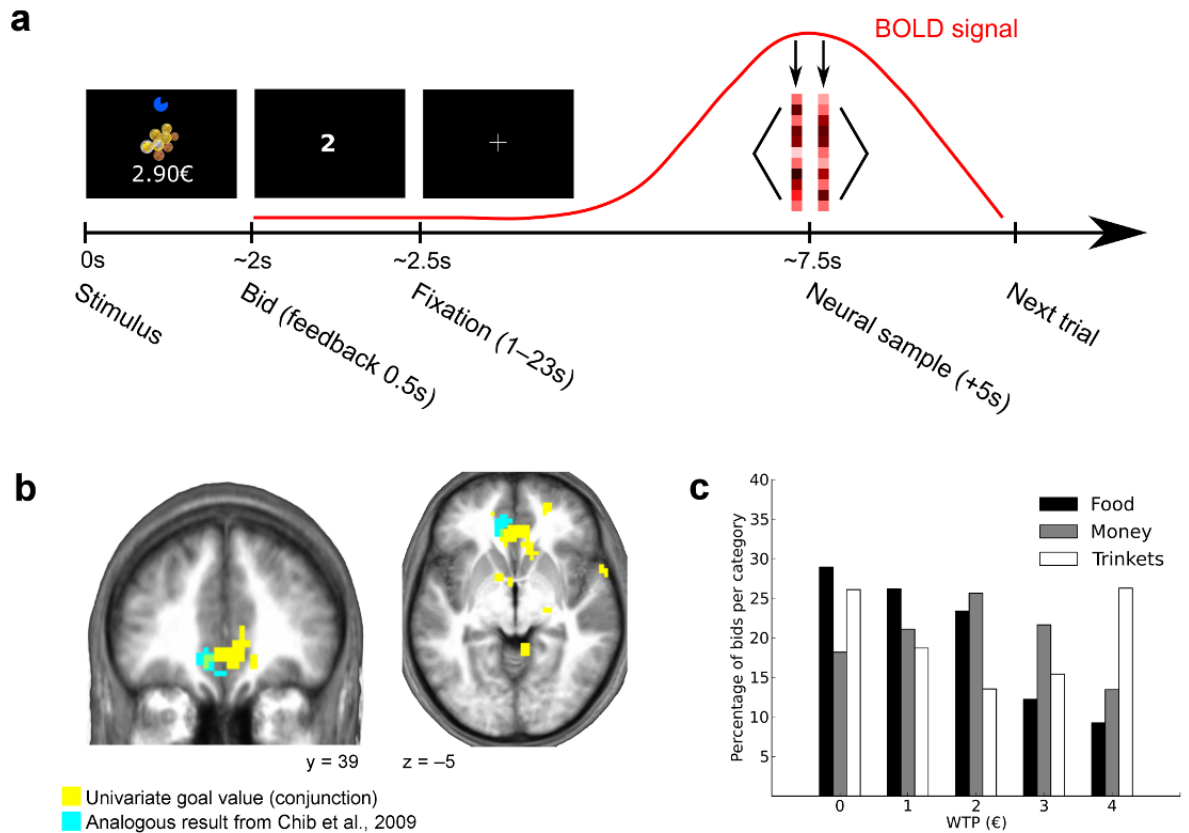 a
BOLD signal
2.90€
2
0s
~2s
~2.5s
~7.5s
Stimulus
Bid (feedback 0.5s)
Fixation (1–23s)
Neural sample (+5s)
Next trial
b
y = 39
z = –5
Univariate goal value (conjunction)
Analogous result from Chib et al., 2009
c
Percentage of bids per category
40
35
30
25
20
15
10
5
Food
Money
Trinkets
0 1 2 3 4
WTP (€)